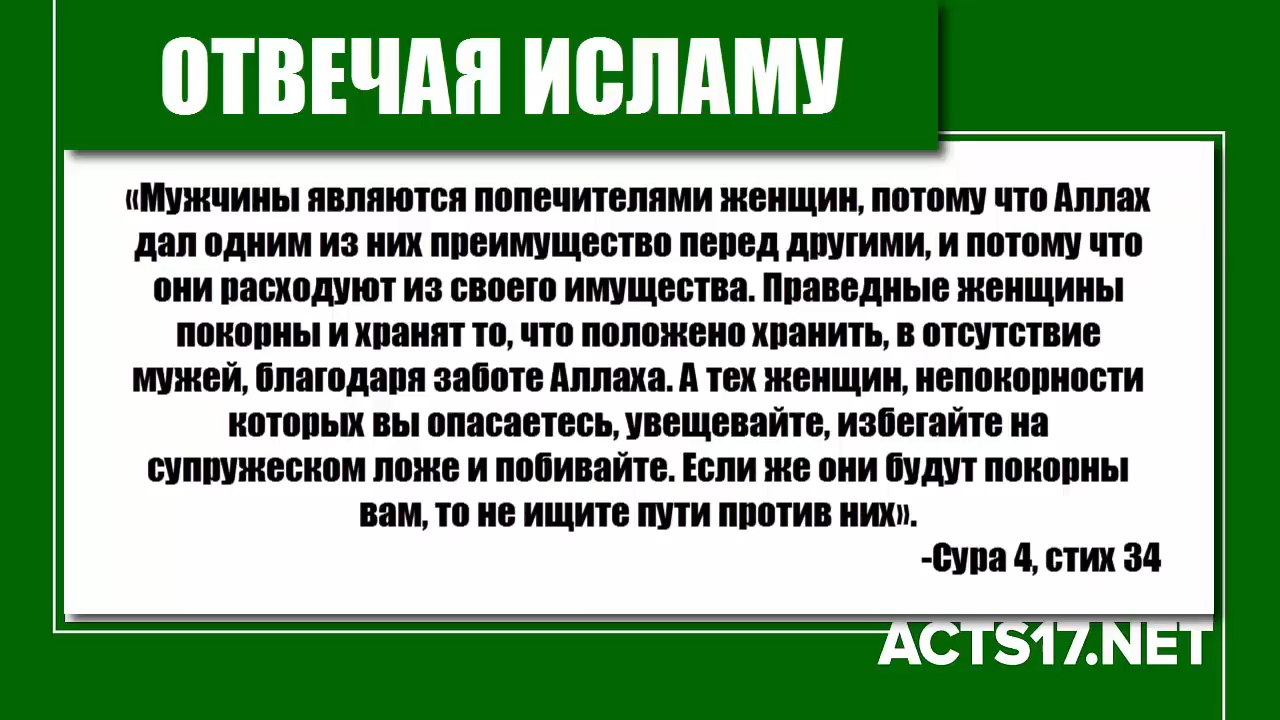 ОТВЕЧАЯ ИСЛАМУ
«Мужчины являются попечителями женщин, потому что Аллах
дал одним из них преимущество перед другими, и потому что
они расходуют из своего имущества. Праведные женщины
покорны и хранят то, что положено хранить, в отсутствие
мужей, благодаря заботе Аллаха. А тех женщин, непокорности
которых вы опасаетесь, увещевайте, избегайте на
супружеском ложе и побивайте. Если же они будут покорны
вам, то не ищите пути против них».
-Сура 4, стих 34
ACTS17.NET